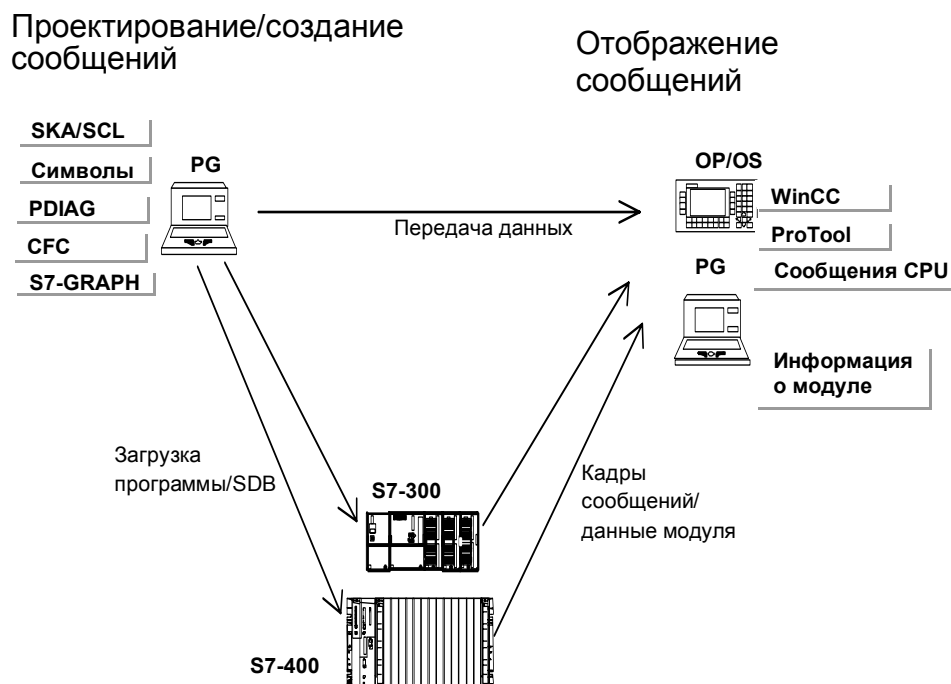 Проектирование/создание
сообщений
Отображение
сообщений
SKA/SCL
Символы
PDIAG
CFC
S7-GRAPH
PG
Передача данных
OP/OS
WinCC
ProTool
PG
Сообщения CPU
Информация
о модуле
Загрузка
программы/SDB
S7-300
Кадры
сообщений/
данные модуля
S7-400